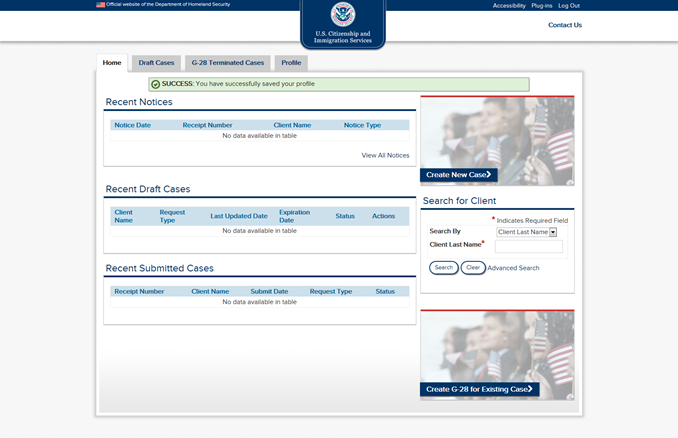 Official website of the Department of Homeland Security
Accessibility Plug-ins Log Out
U.S. Citizenship and
Immigration Services
Contact Us
Home Draft Cases G-28 Terminated Cases Profile
SUCCESS: You have successfully saved your profile
Recent Notices
Notice Date Receipt Number Client Name Notice Type
No data available in table
View All Notices
Create New Case
Recent Draft Cases
Client
Name
Request
Type
Last Updated Date
Expiration
Date
Status
Actions
No data available in table
Search for Client
* Indicates Required Field
Search By Client Last Name
Client Last Name*
Search Clear Advanced Search
Recent Submitted Cases
Receipt Number Client Name Submit Date Request Type Status
No data available in table
Create G-28 for Existing Case